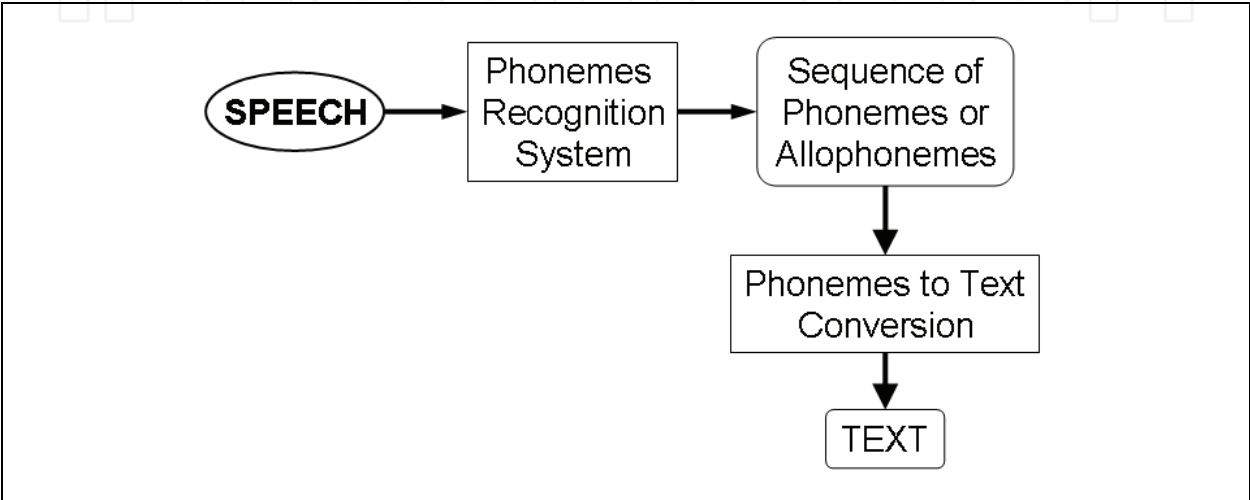 SPEECH
Phonemes
Recognition
System
Sequence of
Phonemes or
Allophonemes
Phonemes to Text
Conversion
TEXT